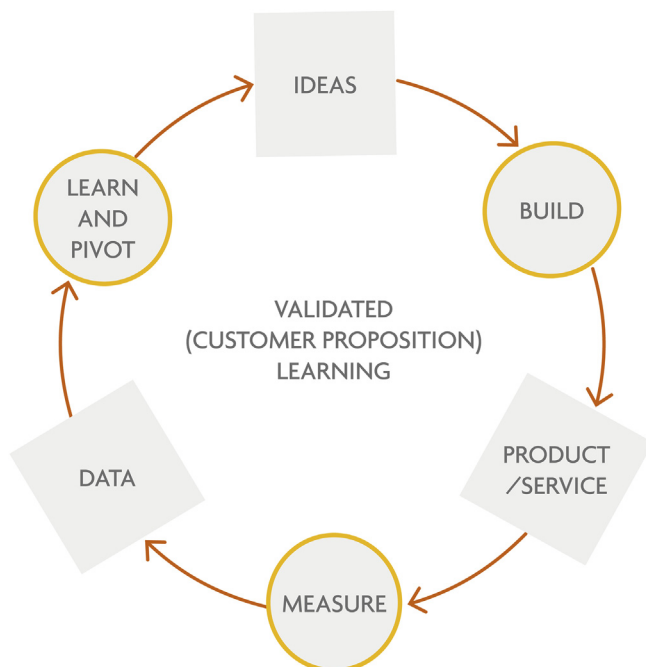 IDEAS
BUILD
PRODUCT
/SERVICE
MEASURE
DATA
LEARN
AND
PIVOT
VALIDATED
(CUSTOMER PROPOSITION)
LEARNING